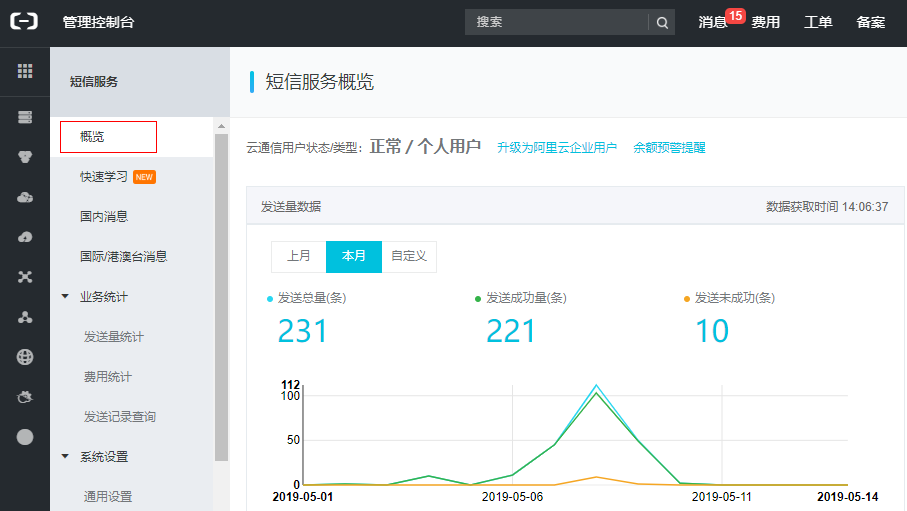 管理控制台
搜索
消息 15 费用 工单 备案
短信服务
概览
快速学习 NEW
国内消息
国际/港澳台消息
业务统计
发送量统计
费用统计
发送记录查询
系统设置
通用设置
短信服务概览
云通信用户状态/类型: 正常 / 个人用户 升级为阿里云企业用户 余额预警提醒
发送量数据 数据获取时间 14:06:37
上月 本月 自定义
发送总量(条) 发送成功量(条) 发送未成功(条)
231 221 10
112
100
50
0
2019-05-01 2019-05-06 2019-05-11 2019-05-14